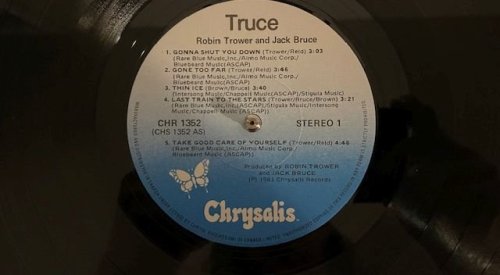 Truce
Robin Trower and Jack Bruce
1. GONNA SHUT YOU DOWN (Trower/Reid) 3:03
(Rare Blue Music,Inc./Almo Music Corp./
Bluebeard Music(ASCAP)
2. GONE TOO FAR (Trower/Reid) 3:46
(Rare Blue Music,Inc./Almo Music Corp./
Bluebeard Music(ASCAP)
3. THIN ICE (Brown/Bruce) 3:40
(Intersong Music/Chappell Music(ASCAP)/Stigula Music)
4. LAST TRAIN TO THE STARS (Trower/Bruce/Brown) 3:21
(Rare Blue Music,Inc.(ASCAP)/Stigula Music/Intersong
Music/Chappell Music(ASCAP)
CHR 1352
STEREO 1
(CHS 1352 AS)
5. TAKE GOOD CARE OF YOURSELF (Trower/Reid) 4:48
(Rare Blue Music,Inc./Almo Music Corp./
Bluebeard Music (ASCAP)
Produced by ROBIN TROWER
and JACK BRUCE
Ⓟ 1981 Chrysalis Records
Chrysalis